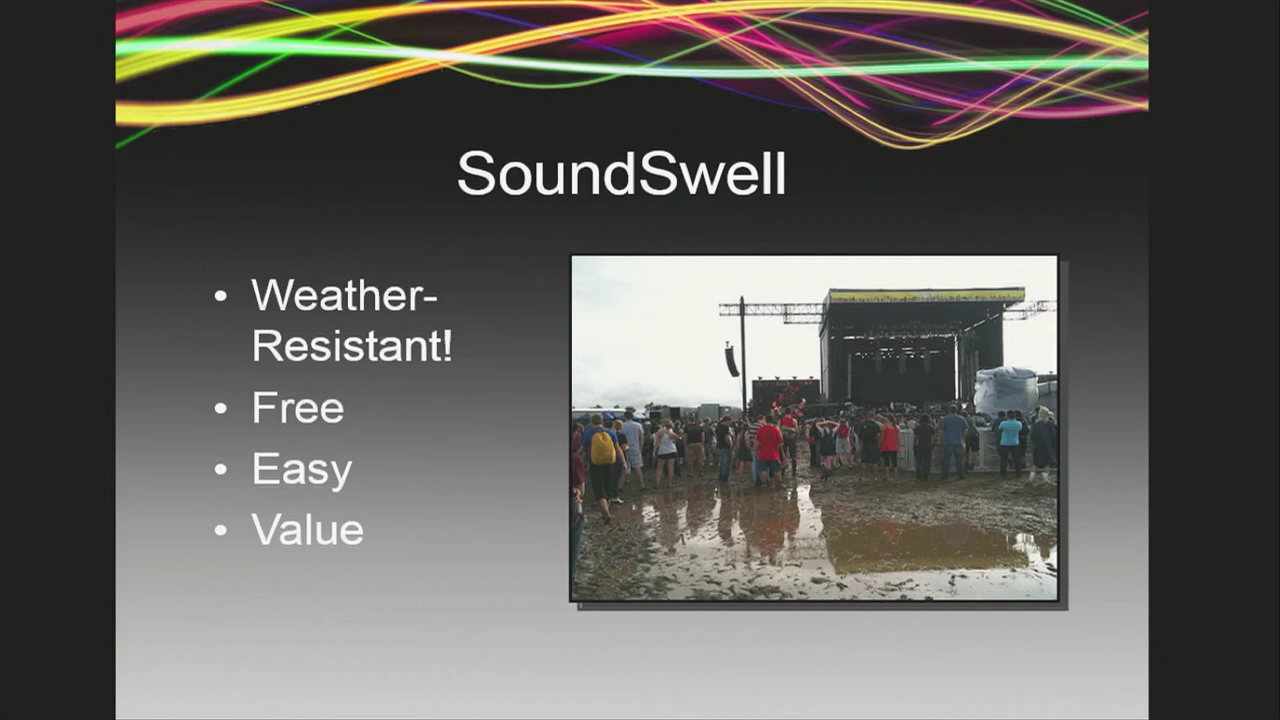 SoundSwell
• Weather-
Resistant!
• Free
• Easy
• Value